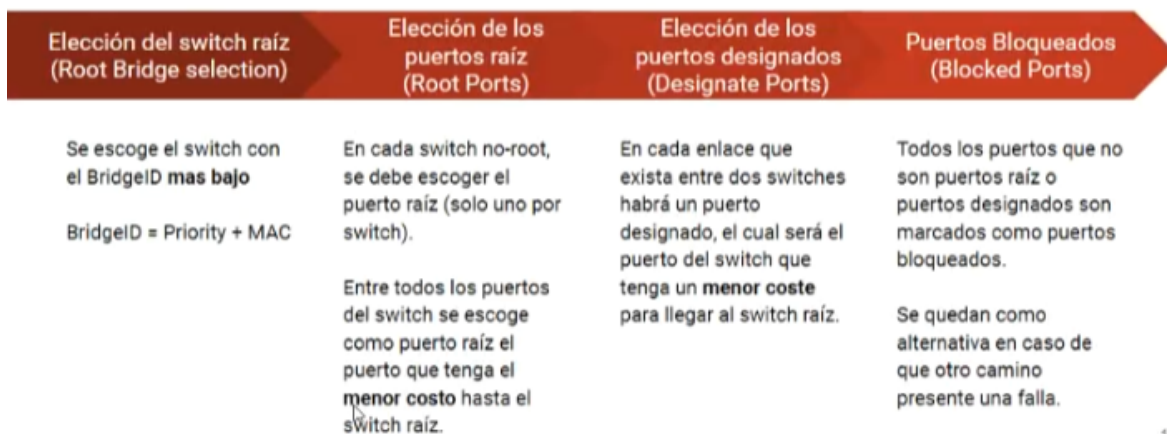 Elección del switch raíz
(Root Bridge selection)
Elección de los
puertos raíz
(Root Ports)
Elección de los
puertos designados
(Designate Ports)
Puertos Bloqueados
(Blocked Ports)
Se escoge el switch con
el BridgeID mas bajo
BridgeID = Priority + MAC
En cada switch no-root,
se debe escoger el
puerto raíz (solo uno por
switch).
Entre todos los puertos
del switch se escoge
como puerto raíz el
puerto que tenga el
menor costo hasta el
switch raíz.
En cada enlace que
exista entre dos switches
habrá un puerto
designado, el cual será el
puerto del switch que
tenga un menor coste
para llegar al switch raíz.
Todos los puertos que no
son puertos raíz o
puertos designados son
marcados como puertos
bloqueados.
Se quedan como
alternativa en caso de
que otro camino
presente una falla.